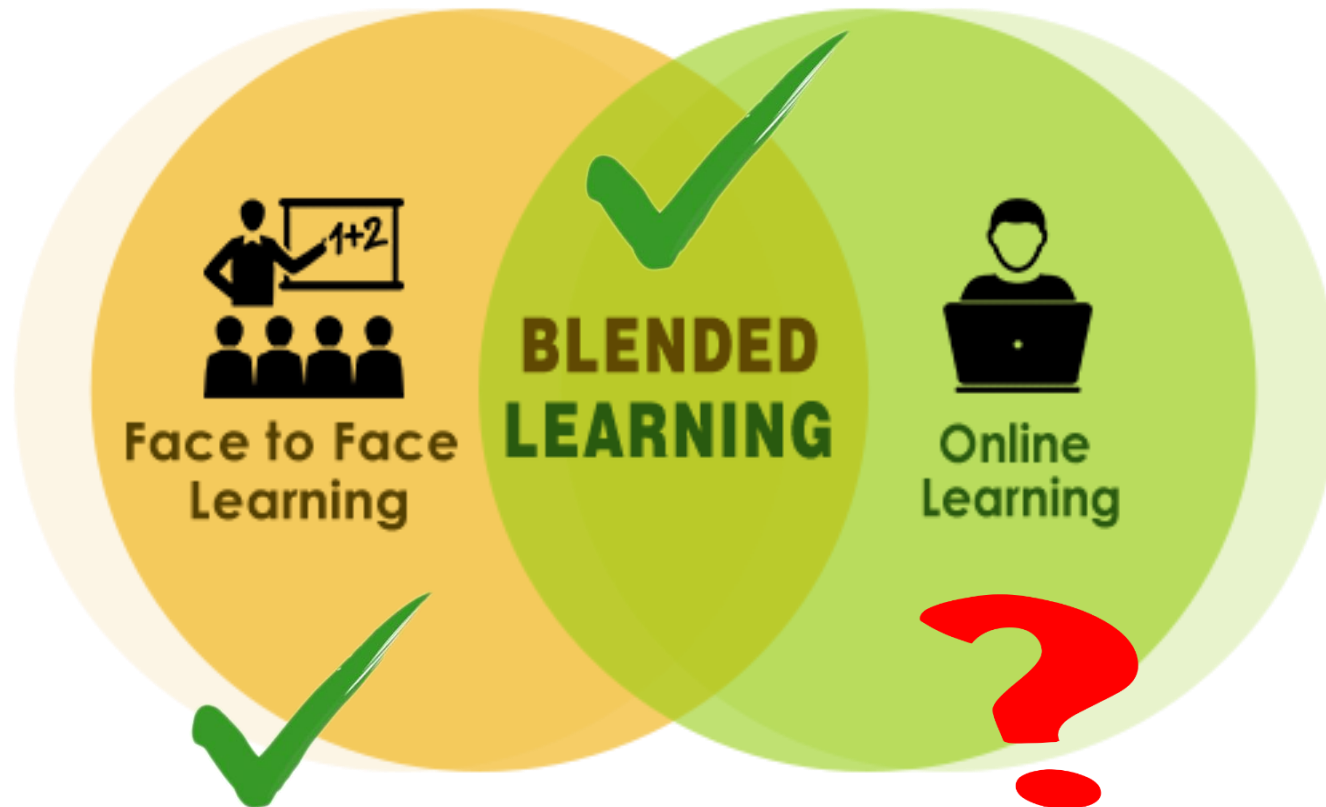 1+2
Face to Face
Learning
BLENDED
LEARNING
Online
Learning
?